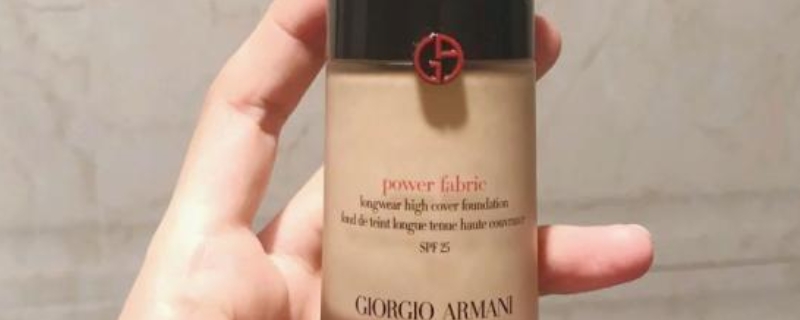 power fabric
longwear high cover foundation
fond de teint longue tenue haute couvrance
SPF 25
GIORGIO ARMANI